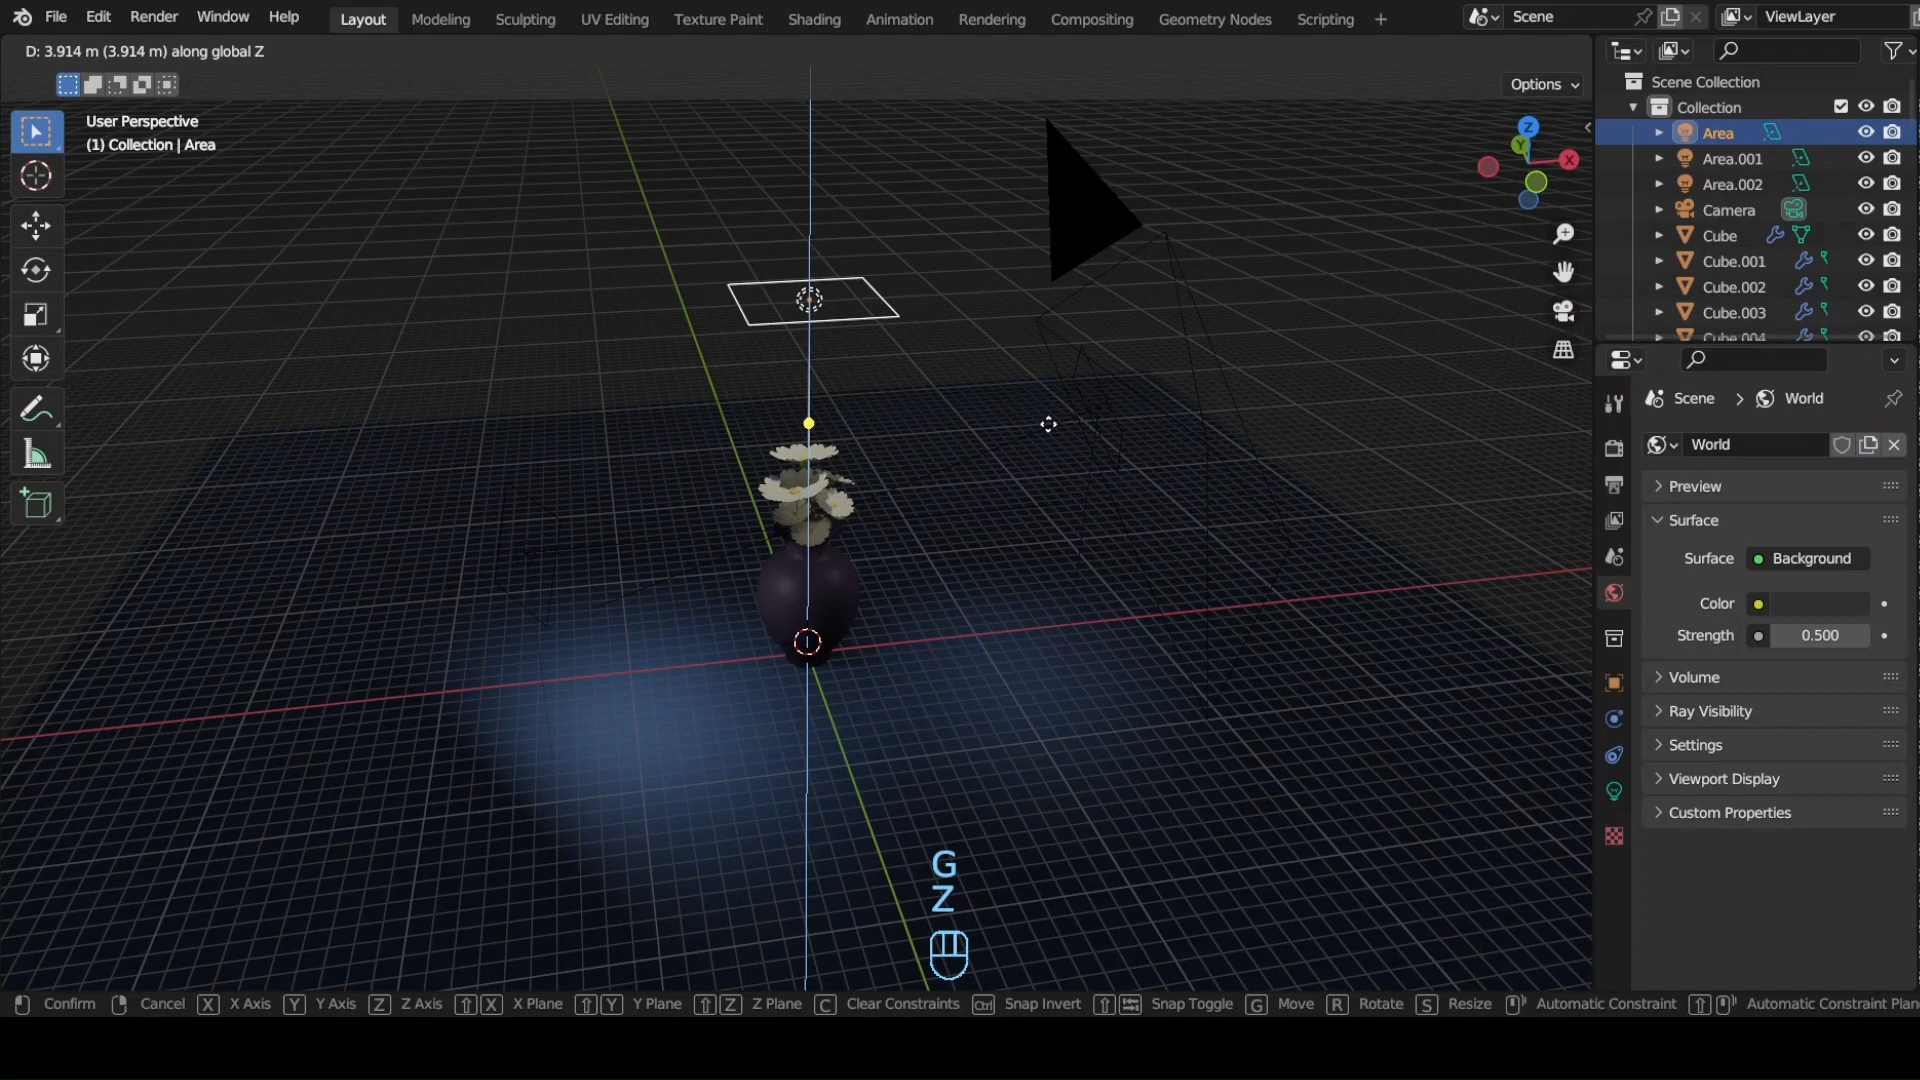 File Edit Render Window Help Layout Modeling Sculpting UV Editing Texture Paint Shading Animation Rendering Compositing Geometry Nodes Scripting + Scene ViewLayer
D: 3.914 m (3.914 m) along global Z
Options
User Perspective
(1) Collection | Area
Z
Y
X
Scene Collection
Collection
Area
Area.001
Area.002
Camera
Cube
Cube.001
Cube.002
Cube.003
Cube.004
Scene > World
World
Preview
Surface
Surface Background
Color
Strength 0.500
Volume
Ray Visibility
Settings
Viewport Display
Custom Properties
G
Z
Confirm Cancel X X Axis Y Y Axis Z Z Axis X X Plane Y Y Plane Z Z Plane C Clear Constraints Ctrl Snap Invert Snap Toggle G Move R Rotate S Resize Automatic Constraint Automatic Constraint Plan